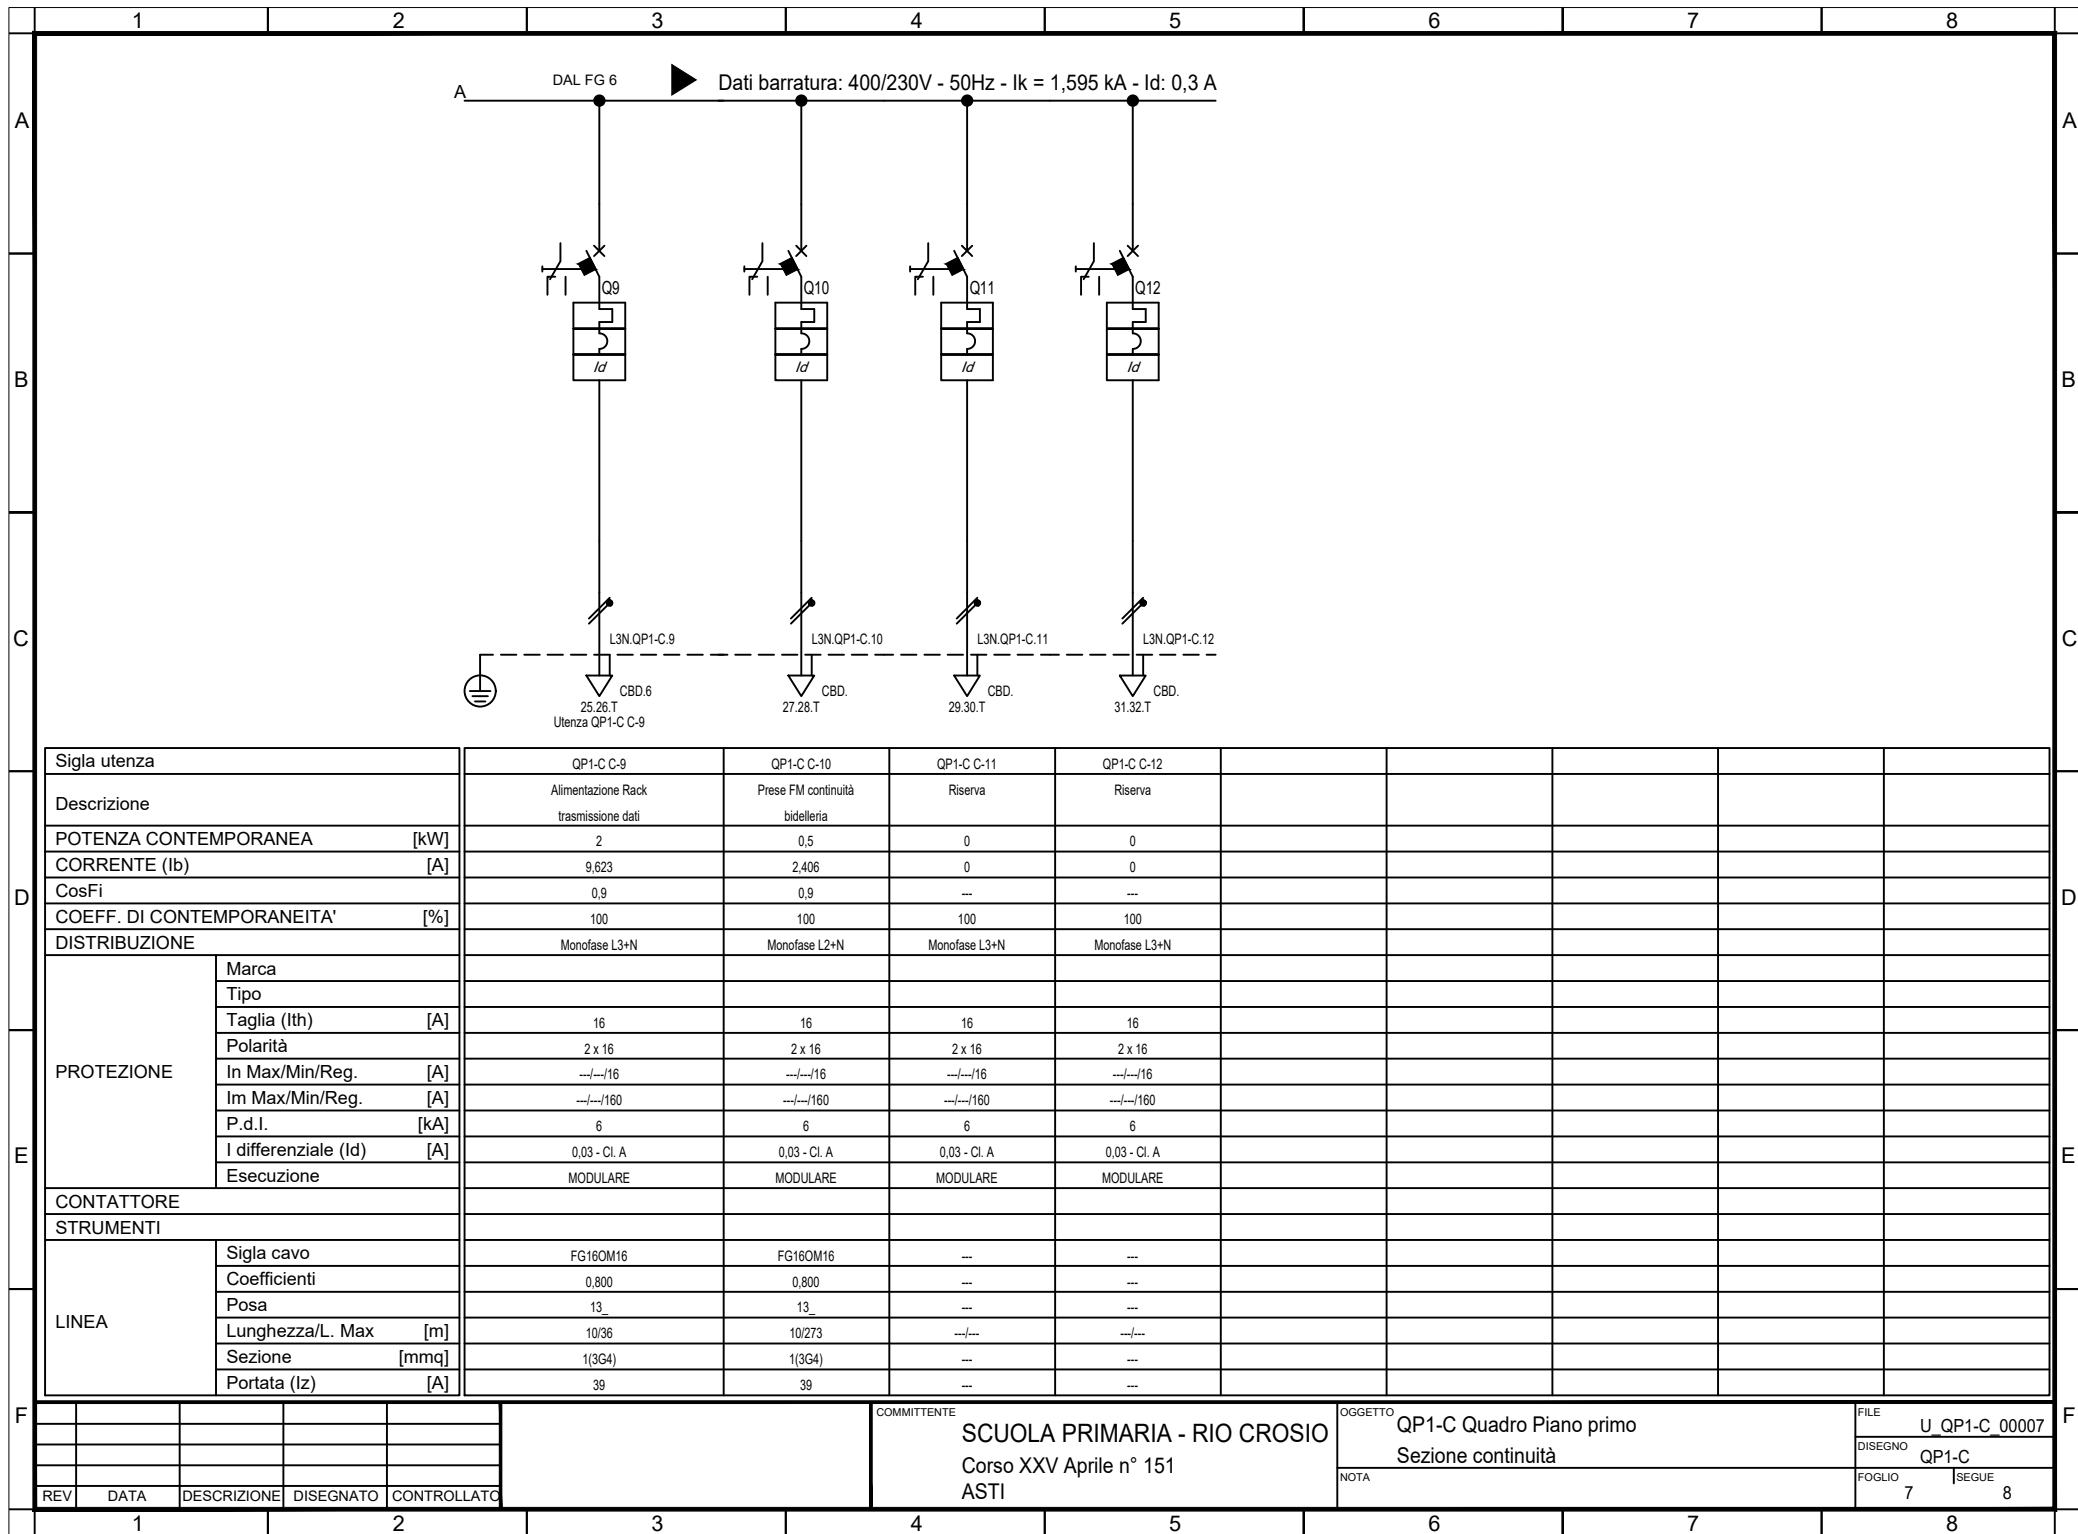 1 2 3 4 5 6 7 8
A DAL FG 6 Dati barratura: 400/230V - 50Hz - Ik = 1,595 kA - Id: 0,3 A
A A
Q9 Q10 Q11 Q12
Id Id Id Id
B B
L3N.QP1-C.9 L3N.QP1-C.10 L3N.QP1-C.11 L3N.QP1-C.12
C C
CBD.6 CBD. CBD. CBD.
25.26.T 27.28.T 29.30.T 31.32.T
Utenza QP1-C C-9
Sigla utenza QP1-C C-9 QP1-C C-10 QP1-C C-11 QP1-C C-12
Descrizione Alimentazione Rack Prese FM continuità Riserva Riserva
trasmissione dati bidelleria
POTENZA CONTEMPORANEA [kW] 2 0,5 0 0
CORRENTE (Ib) [A] 9,623 2,406 0 0
CosFi 0,9 0,9 --- ---
D D
COEFF. DI CONTEMPORANEITA' [%] 100 100 100 100
DISTRIBUZIONE Monofase L3+N Monofase L2+N Monofase L3+N Monofase L3+N
PROTEZIONE
Marca
Tipo
Taglia (Ith) [A] 16 16 16 16
Polarità 2 x 16 2 x 16 2 x 16 2 x 16
In Max/Min/Reg. [A] ---/---/16 ---/---/16 ---/---/16 ---/---/16
Im Max/Min/Reg. [A] ---/---/160 ---/---/160 ---/---/160 ---/---/160
P.d.I. [kA] 6 6 6 6
I differenziale (Id) [A] 0,03 - Cl. A 0,03 - Cl. A 0,03 - Cl. A 0,03 - Cl. A
E E
Esecuzione MODULARE MODULARE MODULARE MODULARE
CONTATTORE
STRUMENTI
LINEA
Sigla cavo FG16OM16 FG16OM16 --- ---
Coefficienti 0,800 0,800 --- ---
Posa 13_ 13_ --- ---
Lunghezza/L. Max [m] 10/36 10/273 ---/--- ---/---
Sezione [mmq] 1(3G4) 1(3G4) --- ---
Portata (Iz) [A] 39 39 --- ---
F F
REV DATA DESCRIZIONE DISEGNATO CONTROLLATO
COMMITTENTE
SCUOLA PRIMARIA - RIO CROSIO
Corso XXV Aprile n° 151
ASTI
OGGETTO QP1-C Quadro Piano primo
Sezione continuità
NOTA
FILE U_QP1-C_00007
DISEGNO QP1-C
FOGLIO 7 SEGUE 8
1 2 3 4 5 6 7 8